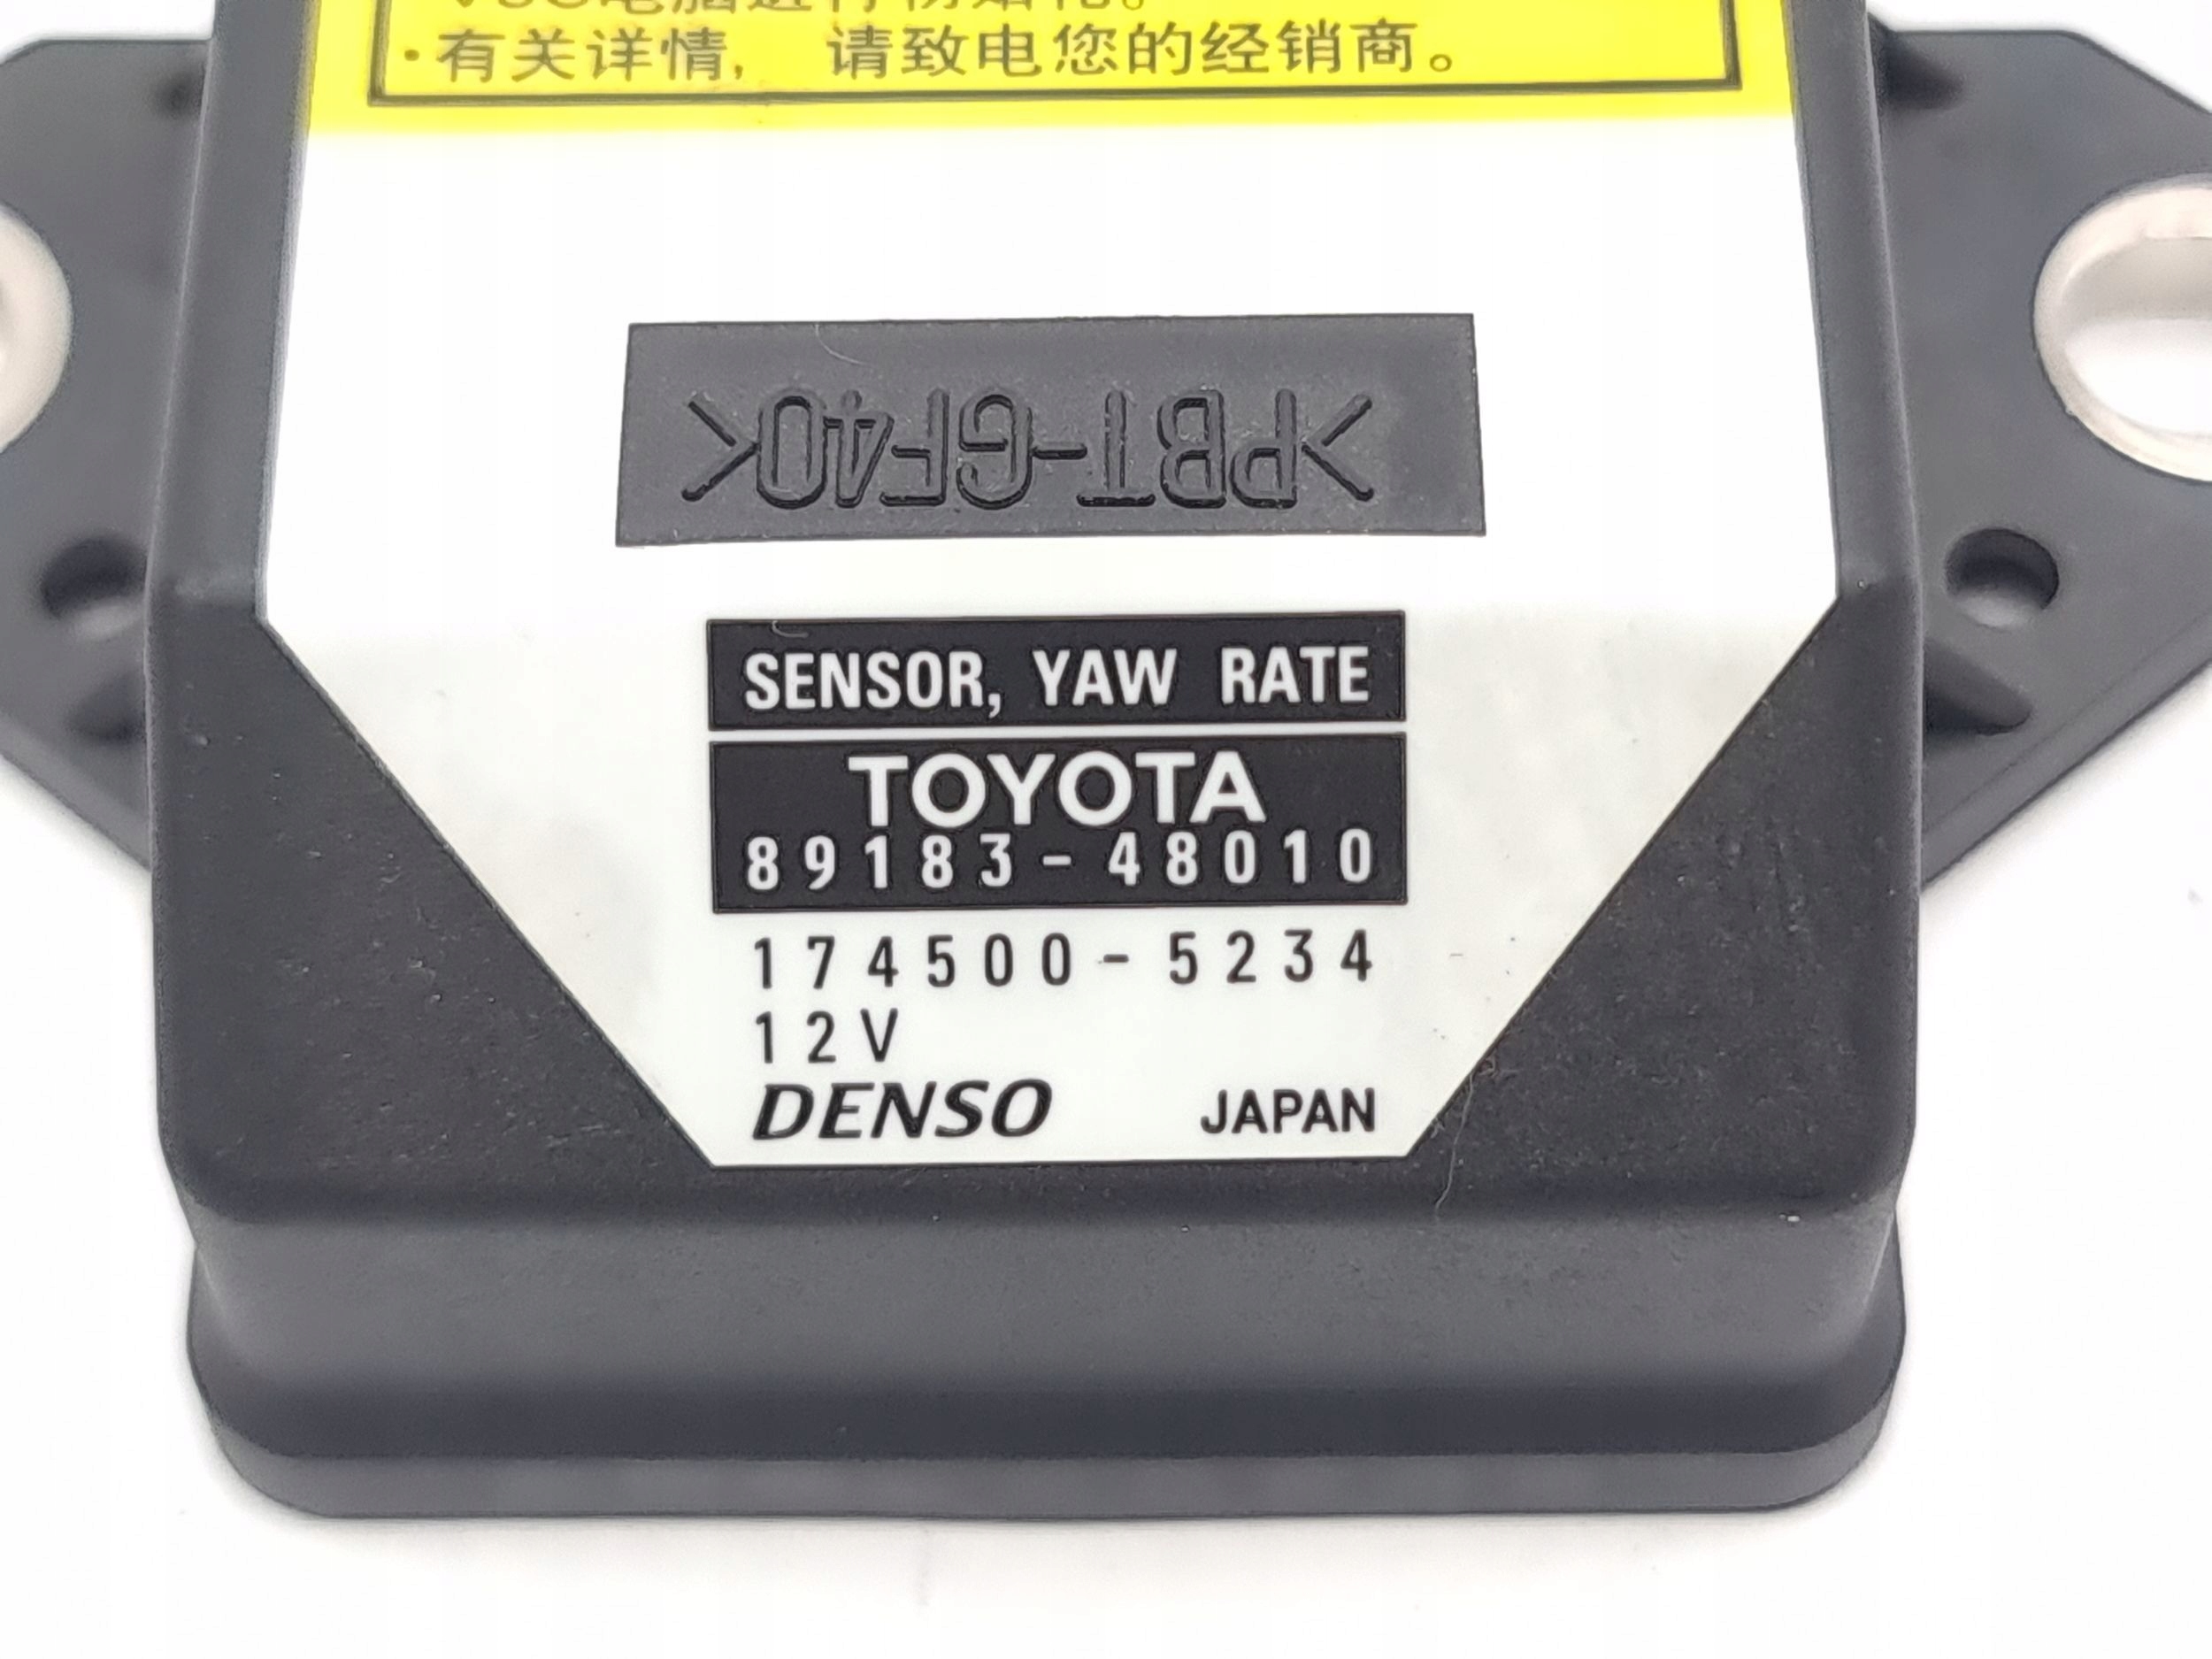 ·有关详情, 请致电您的经销商。
>PBT-GF40<
SENSOR, YAW RATE
TOYOTA
89183-48010
174500-5234
12V
DENSO JAPAN